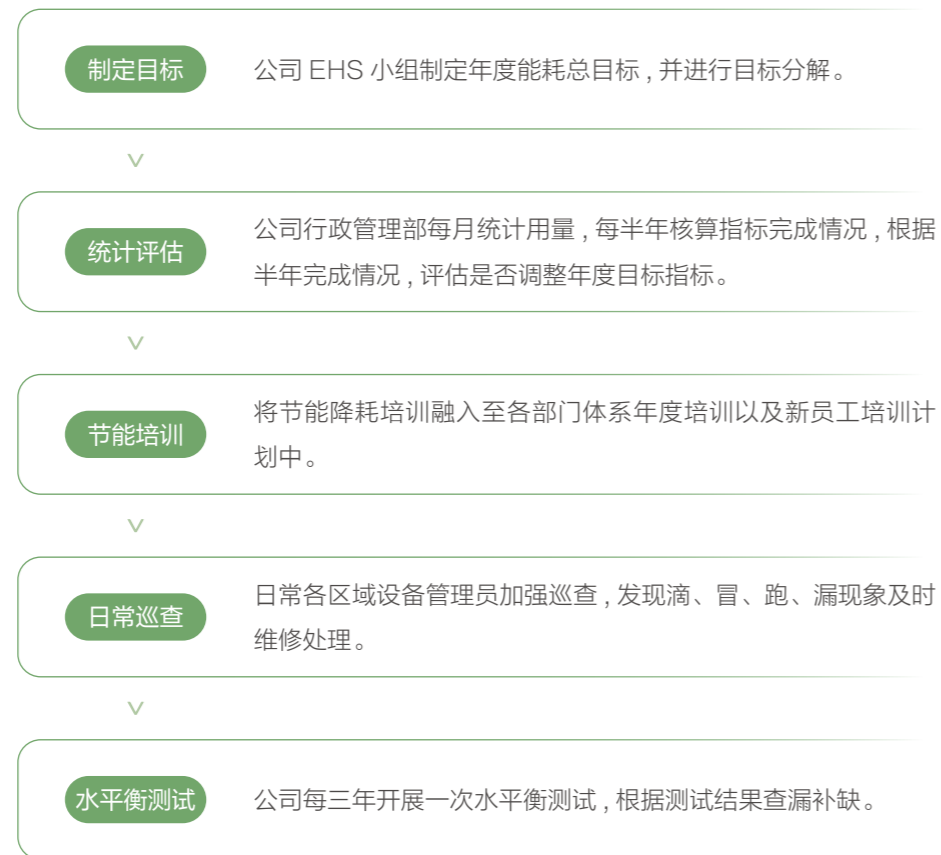 制定目标
公司 EHS 小组制定年度能耗总目标，并进行目标分解。
统计评估
公司行政管理部每月统计用量，每半年核算指标完成情况，根据
半年完成情况，评估是否调整年度目标指标。
节能培训
将节能降耗培训融入至各部门体系年度培训以及新员工培训计
划中。
日常巡查
日常各区域设备管理员加强巡查，发现滴、冒、跑、漏现象及时
维修处理。
水平衡测试
公司每三年开展一次水平衡测试，根据测试结果查漏补缺。